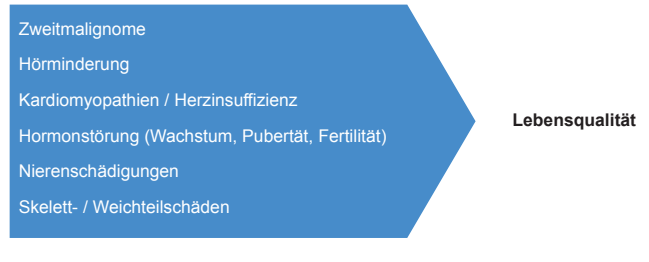 Zweitmalignome
Hörminderung
Kardiomyopathien / Herzinsuffizienz
Hormonstörung (Wachstum, Pubertät, Fertilität)
Nierenschädigungen
Skelett- / Weichteilschäden
Lebensqualität